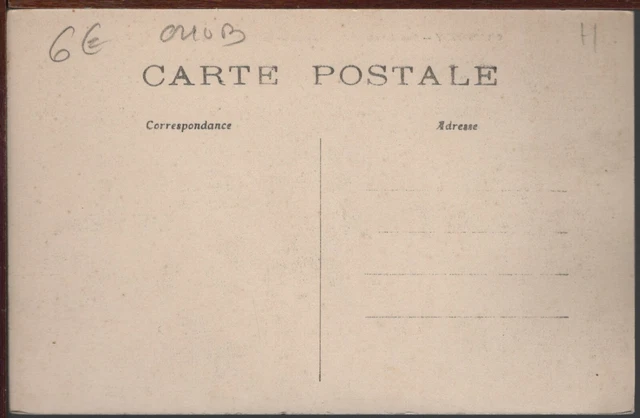 6€
H
CARTE POSTALE
Correspondance
Adresse